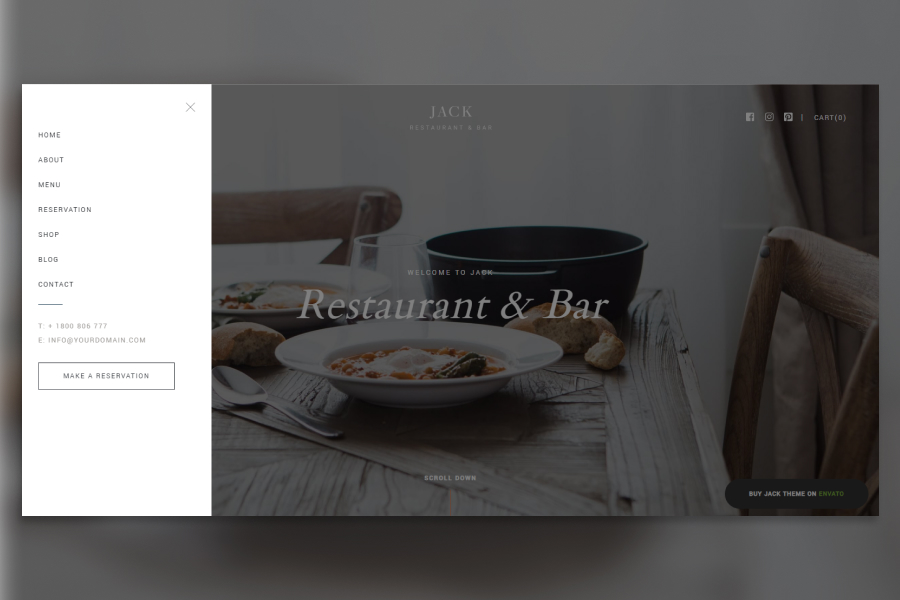 HOME
ABOUT
MENU
RESERVATION
SHOP
BLOG
CONTACT
T: + 1800 806 777
E: INFO@YOURDOMAIN.COM
MAKE A RESERVATION
JACK
RESTAURANT & BAR
CART(0)
WELCOME TO JACK
Restaurant & Bar
SCROLL DOWN
BUY JACK THEME ON ENVATO